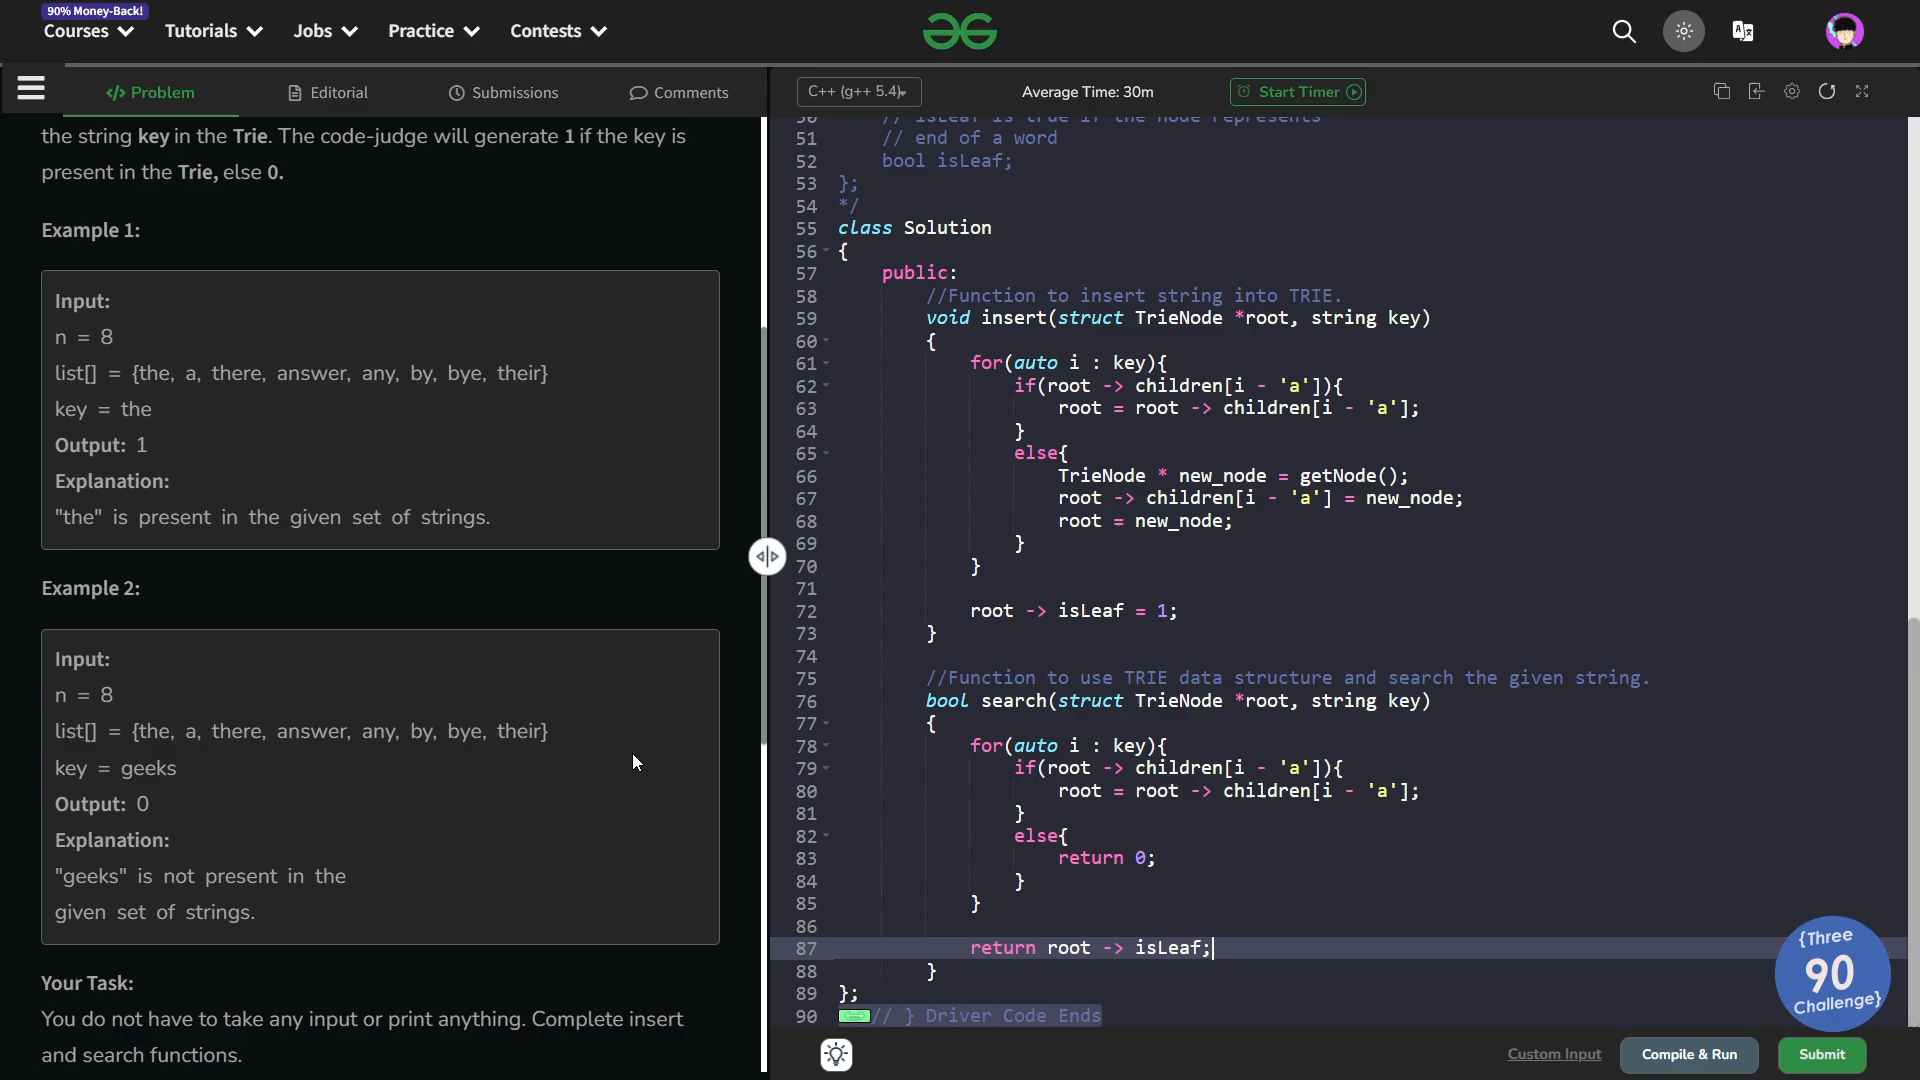 90% Money-Back!
Courses
Tutorials
Jobs
Practice
Contests
Problem
Editorial
Submissions
Comments
C++ (g++ 5.4)
Average Time: 30m
Start Timer
the string key in the Trie. The code-judge will generate 1 if the key is
present in the Trie, else 0.
Example 1:
Input:
n = 8
list[] = {the, a, there, answer, any, by, bye, their}
key = the
Output: 1
Explanation:
"the" is present in the given set of strings.
Example 2:
Input:
n = 8
list[] = {the, a, there, answer, any, by, bye, their}
key = geeks
Output: 0
Explanation:
"geeks" is not present in the
given set of strings.
Your Task:
You do not have to take any input or print anything. Complete insert
and search functions.
50 // isLeaf is true if the node represents
51 // end of a word
52 bool isLeaf;
53 };
54 */
55 class Solution
56 {
57 public:
58 //Function to insert string into TRIE.
59 void insert(struct TrieNode *root, string key)
60 {
61 for(auto i : key){
62 if(root -> children[i - 'a']){
63 root = root -> children[i - 'a'];
64 }
65 else{
66 TrieNode * new_node = getNode();
67 root -> children[i - 'a'] = new_node;
68 root = new_node;
69 }
70 }
71
72 root -> isLeaf = 1;
73 }
74
75 //Function to use TRIE data structure and search the given string.
76 bool search(struct TrieNode *root, string key)
77 {
78 for(auto i : key){
79 if(root -> children[i - 'a']){
80 root = root -> children[i - 'a'];
81 }
82 else{
83 return 0;
84 }
85 }
86
87 return root -> isLeaf;
88 }
89 };
90 // } Driver Code Ends
{Three
90
Challenge}
Custom Input
Compile & Run
Submit